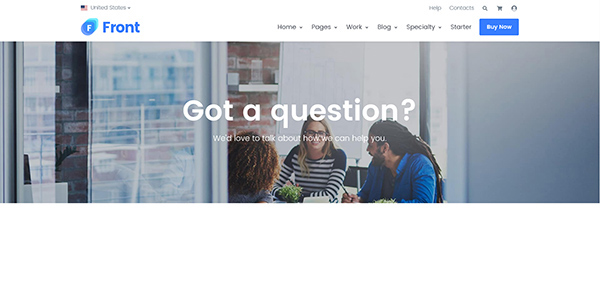 United States
Help Contacts
F Front
Home Pages Work Blog Specialty Starter Buy Now
Got a question?
We'd love to talk about how we can help you.